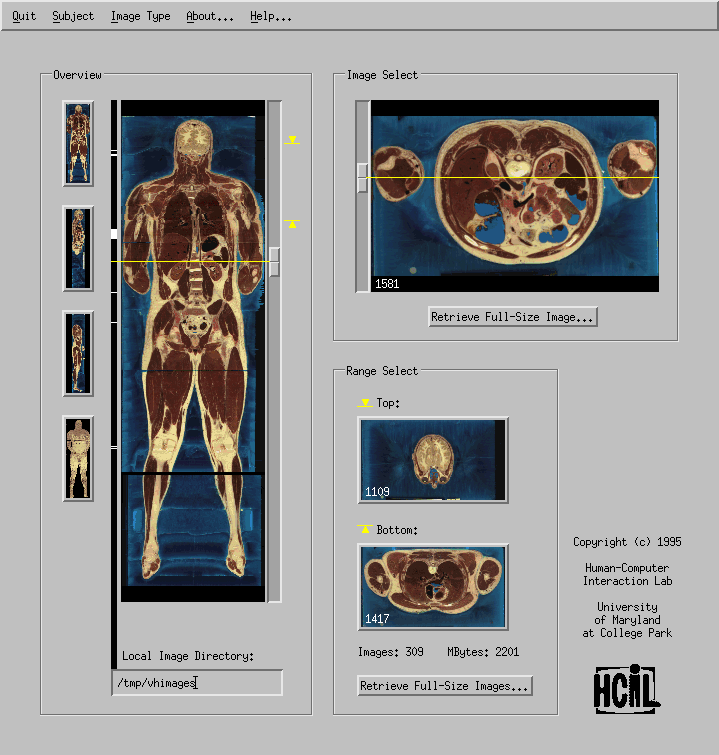 Quit Subject Image Type About... Help...
Overview
Image Select
1581
Retrieve Full-Size Image...
Range Select
Top:
1109
Bottom:
1417
Images: 309 MBytes: 2201
Retrieve Full-Size Images...
Local Image Directory:
/tmp/vhimages
Copyright (c) 1995
Human-Computer
Interaction Lab
University
of Maryland
at College Park
HCIL